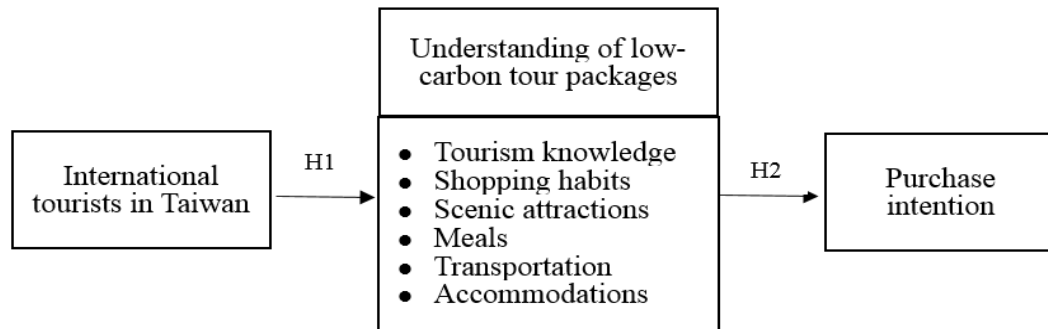 Understanding of low-
carbon tour packages
International
tourists in Taiwan
H1
● Tourism knowledge
● Shopping habits
● Scenic attractions
● Meals
● Transportation
● Accommodations
H2
Purchase
intention